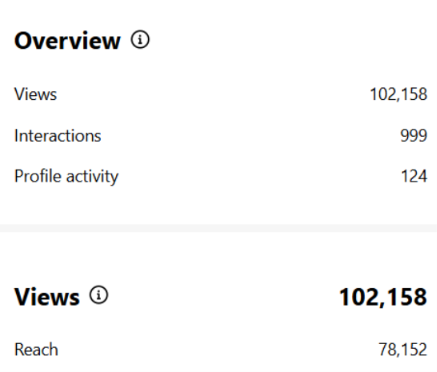 Overview
Views 102,158
Interactions 999
Profile activity 124
Views 102,158
Reach 78,152